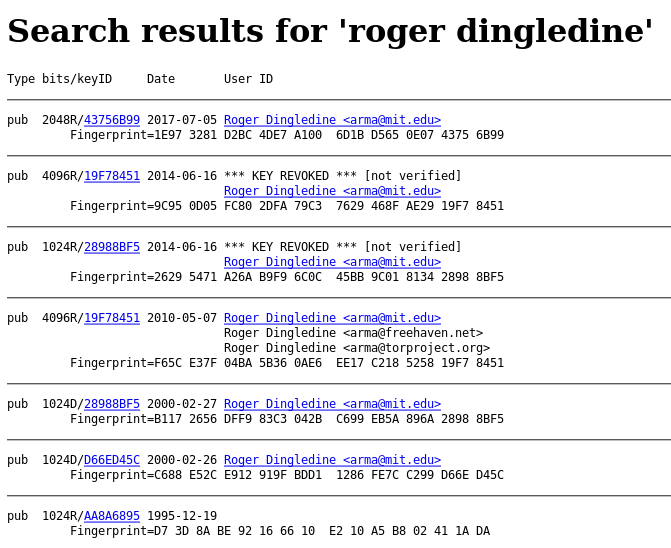 Search results for 'roger dingledine'
Type bits/keyID     Date       User ID
pub  2048R/43756B99 2017-07-05 Roger Dingledine <arma@mit.edu>
Fingerprint=1E97 3281 D2BC 4DE7 A100  6D1B D565 0E07 4375 6B99
pub  4096R/19F78451 2014-06-16 *** KEY REVOKED *** [not verified]
Roger Dingledine <arma@mit.edu>
Fingerprint=9C95 0D05 FC80 2DFA 79C3  7629 468F AE29 19F7 8451
pub  1024R/28988BF5 2014-06-16 *** KEY REVOKED *** [not verified]
Roger Dingledine <arma@mit.edu>
Fingerprint=2629 5471 A26A B9F9 6C0C  45BB 9C01 8134 2898 8BF5
pub  4096R/19F78451 2010-05-07 Roger Dingledine <arma@mit.edu>
Roger Dingledine <arma@freehaven.net>
Roger Dingledine <arma@torproject.org>
Fingerprint=F65C E37F 04BA 5B36 0AE6  EE17 C218 5258 19F7 8451
pub  1024D/28988BF5 2000-02-27 Roger Dingledine <arma@mit.edu>
Fingerprint=B117 2656 DFF9 83C3 042B  C699 EB5A 896A 2898 8BF5
pub  1024D/D66ED45C 2000-02-26 Roger Dingledine <arma@mit.edu>
Fingerprint=C688 E52C E912 919F BDD1  1286 FE7C C299 D66E D45C
pub  1024R/AA8A6895 1995-12-19
Fingerprint=D7 3D 8A BE 92 16 66 10  E2 10 A5 B8 02 41 1A DA